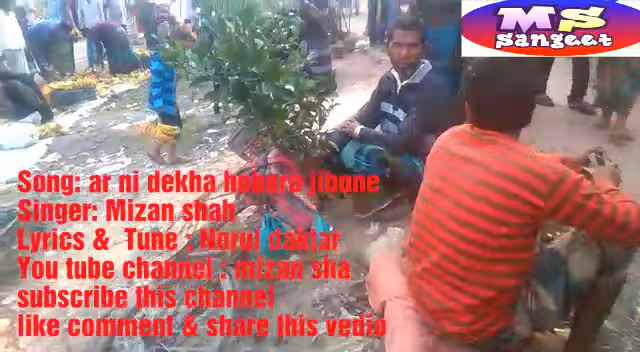 MS
Sangeet
Song: ar ni dekha hobere jibone
Singer: Mizan shah
Lyrics & Tune : Norul daktar
You tube channel : mizan sha
subscribe this channel
like comment & share this vedio